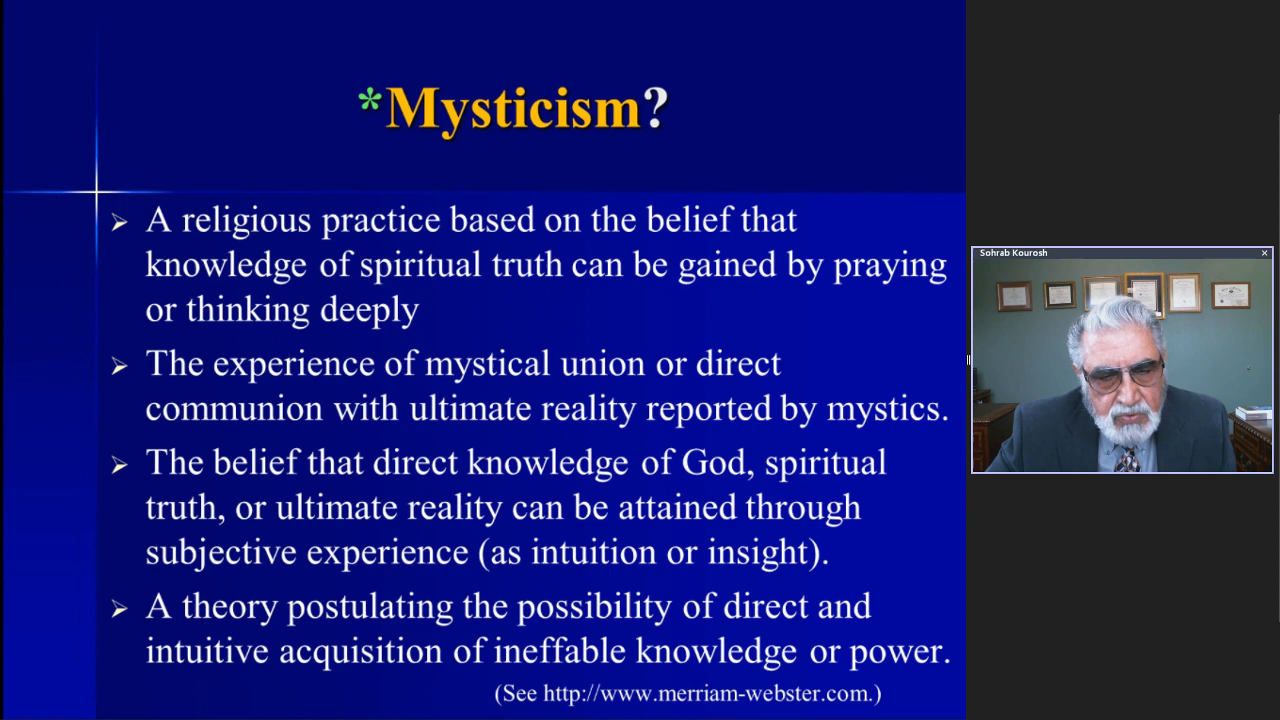 *Mysticism?
A religious practice based on the belief that
knowledge of spiritual truth can be gained by praying
or thinking deeply
The experience of mystical union or direct
communion with ultimate reality reported by mystics.
The belief that direct knowledge of God, spiritual
truth, or ultimate reality can be attained through
subjective experience (as intuition or insight).
A theory postulating the possibility of direct and
intuitive acquisition of ineffable knowledge or power.
(See http://www.merriam-webster.com.)
Sohrab Kourosh